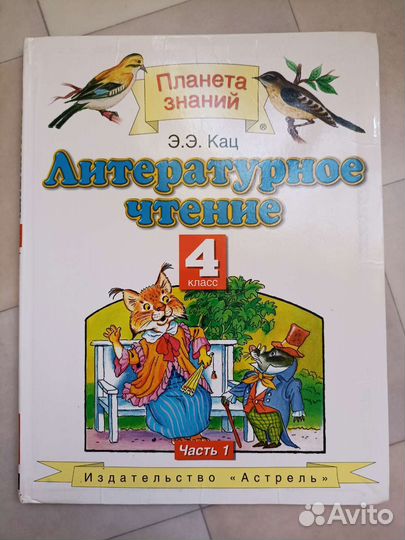 Планета
знаний
®
Э.Э. Кац
Литературное
чтение
4
класс
Часть 1
Издательство «Астрель»
Avito